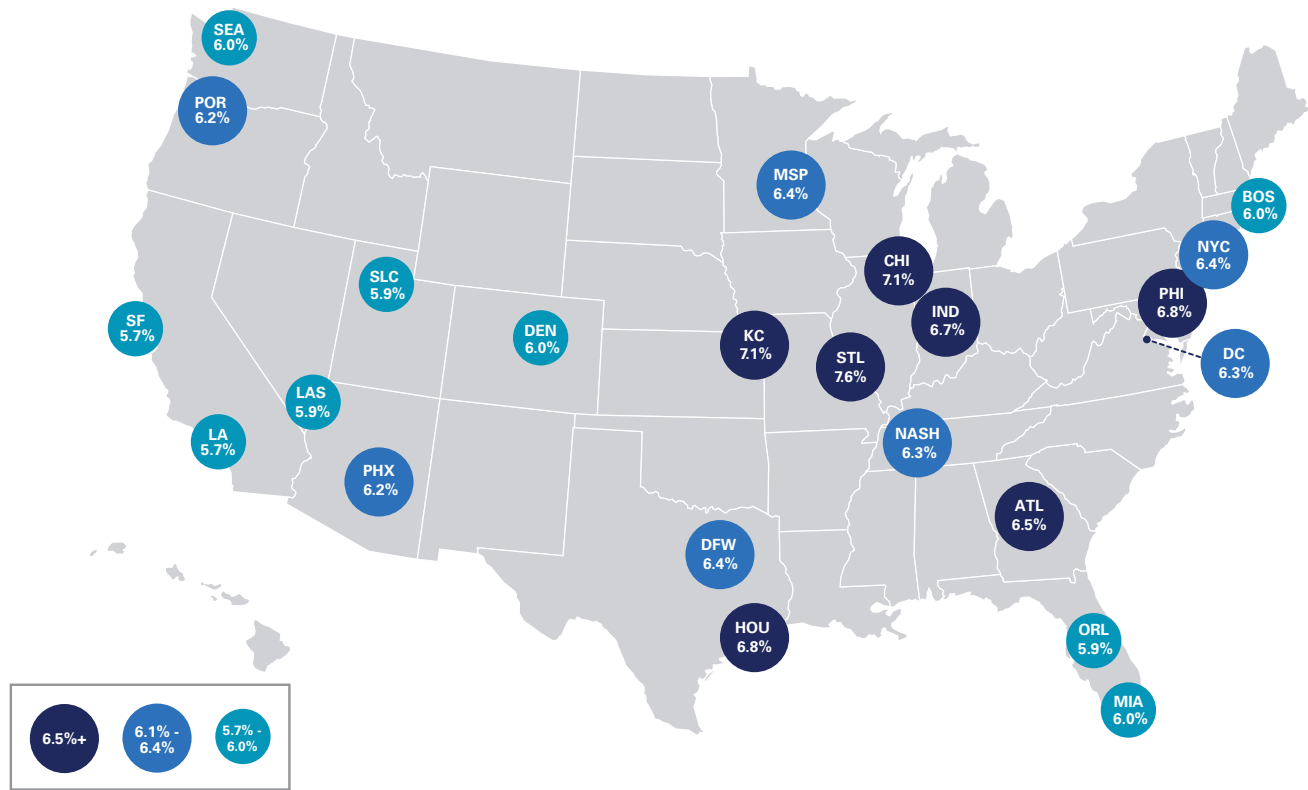 SEA
6.0%
POR
6.2%
MSP
6.4%
BOS
6.0%
NYC
6.4%
CHI
7.1%
SLC
5.9%
PHI
6.8%
IND
6.7%
SF
5.7%
DEN
6.0%
KC
7.1%
STL
7.6%
DC
6.3%
LAS
5.9%
LA
5.7%
NASH
6.3%
PHX
6.2%
ATL
6.5%
DFW
6.4%
HOU
6.8%
ORL
5.9%
MIA
6.0%
6.5%+
6.1% -
6.4%
5.7% -
6.0%